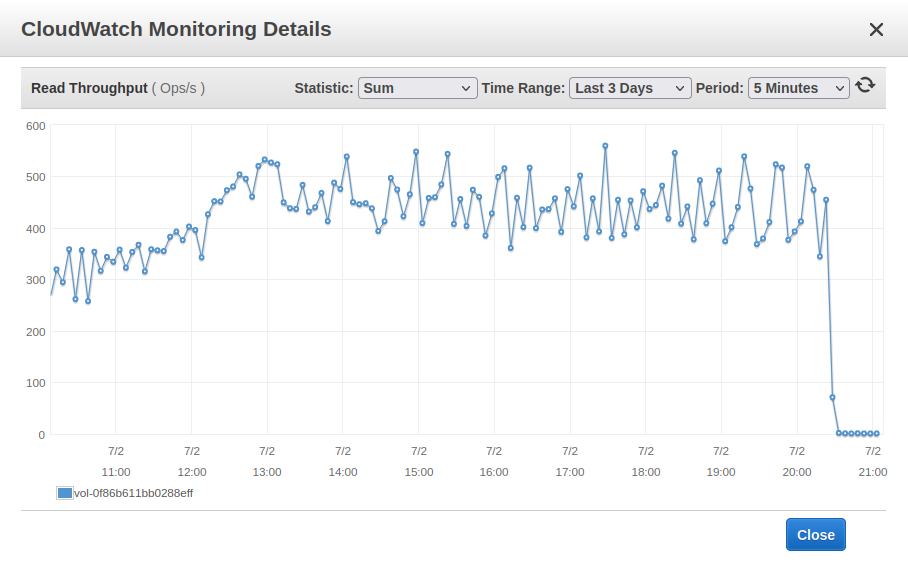 CloudWatch Monitoring Details
Read Throughput ( Ops/s ) Statistic: Sum Time Range: Last 3 Days Period: 5 Minutes
600
500
400
300
200
100
0
7/2 7/2 7/2 7/2 7/2 7/2 7/2 7/2 7/2 7/2 7/2
11:00 12:00 13:00 14:00 15:00 16:00 17:00 18:00 19:00 20:00 21:00
vol-0f86b611bb0288eff
Close